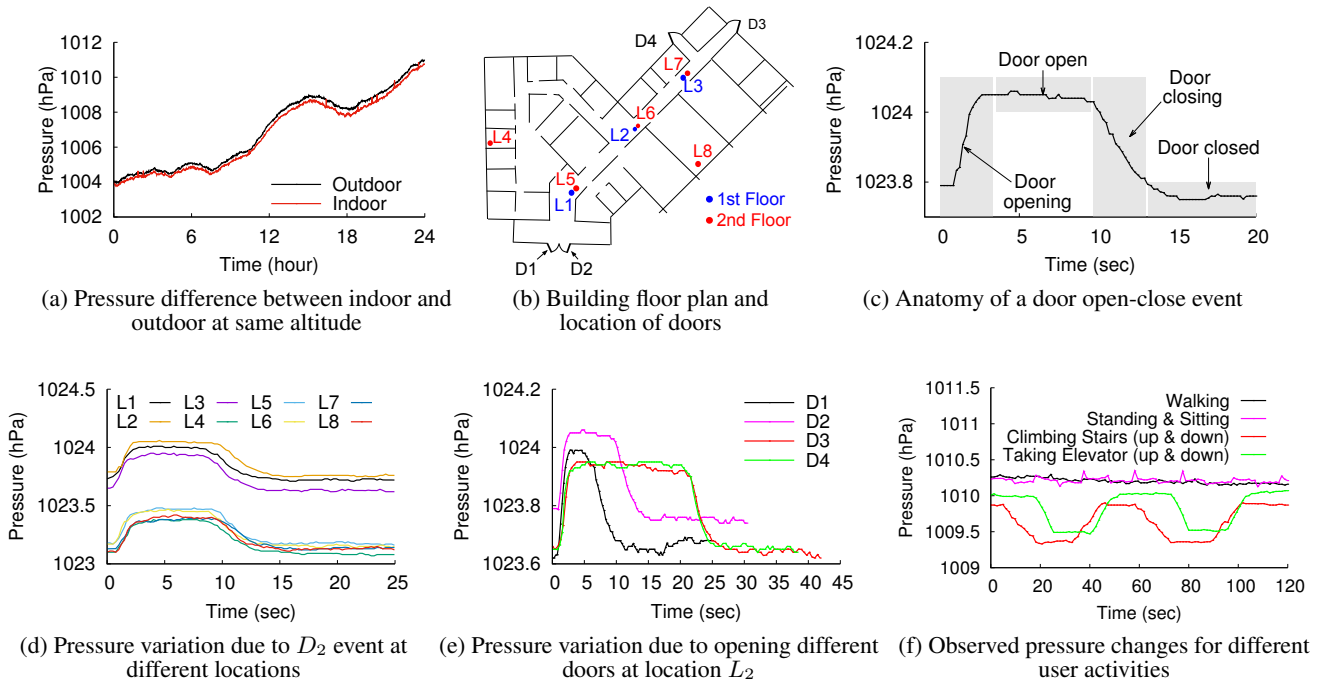 1012
1010
1008
1006
1004
1002
Pressure (hPa)
Outdoor
Indoor
0 6 12 18 24
Time (hour)
(a) Pressure difference between indoor and
outdoor at same altitude
D3
D4
L7
L3
L6
L2
L4
L8
L5
L1
1st Floor
2nd Floor
D1 D2
(b) Building floor plan and
location of doors
1024.2
1024
1023.8
Pressure (hPa)
Door open
Door
closing
Door closed
Door
opening
0 5 10 15 20
Time (sec)
(c) Anatomy of a door open-close event
1024.5
1024
1023.5
1023
Pressure (hPa)
L1 L3 L5 L7
L2 L4 L6 L8
0 5 10 15 20 25
Time (sec)
(d) Pressure variation due to D2 event at
different locations
1024.2
1024
1023.8
1023.6
Pressure (hPa)
D1
D2
D3
D4
0 5 10 15 20 25 30 35 40 45
Time (sec)
(e) Pressure variation due to opening different
doors at location L2
1011.5
1011
1010.5
1010
1009.5
1009
Pressure (hPa)
Walking
Standing & Sitting
Climbing Stairs (up & down)
Taking Elevator (up & down)
0 20 40 60 80 100 120
Time (sec)
(f) Observed pressure changes for different
user activities